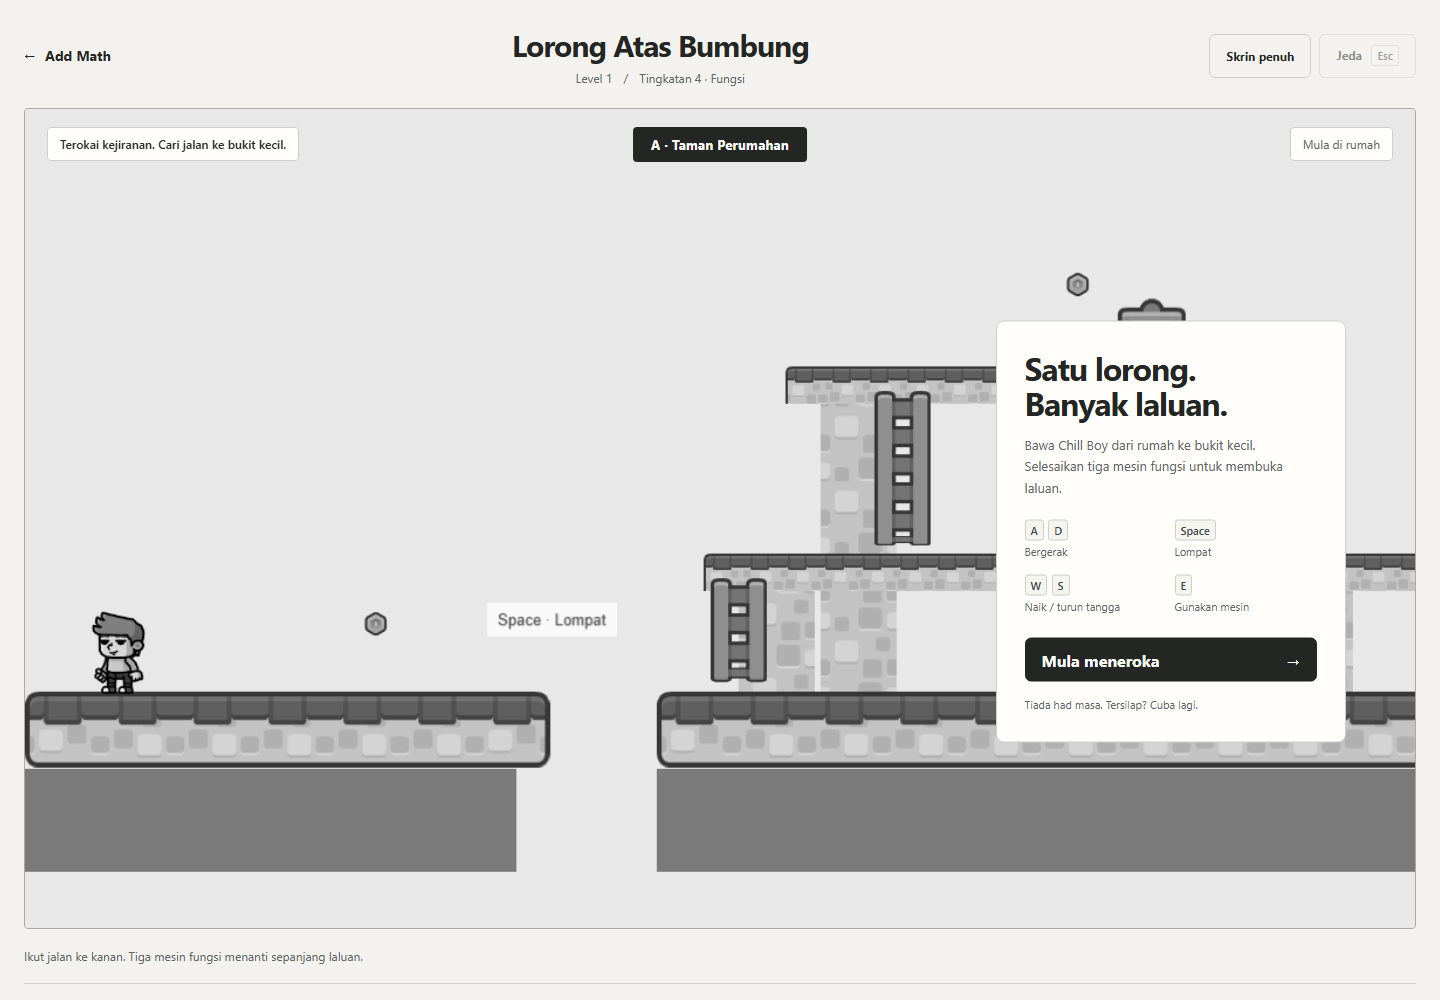 ← Add Math
Lorong Atas Bumbung
Level 1 / Tingkatan 4 · Fungsi
Skrin penuh
Jeda Esc
Terokai kejiranan. Cari jalan ke bukit kecil.
A · Taman Perumahan
Mula di rumah
Satu lorong.
Banyak laluan.
Bawa Chill Boy dari rumah ke bukit kecil.
Selesaikan tiga mesin fungsi untuk membuka
laluan.
A D
Bergerak
Space
Lompat
W S
Naik / turun tangga
E
Gunakan mesin
Mula meneroka →
Tiada had masa. Tersilap? Cuba lagi.
Space · Lompat
Ikut jalan ke kanan. Tiga mesin fungsi menanti sepanjang laluan.